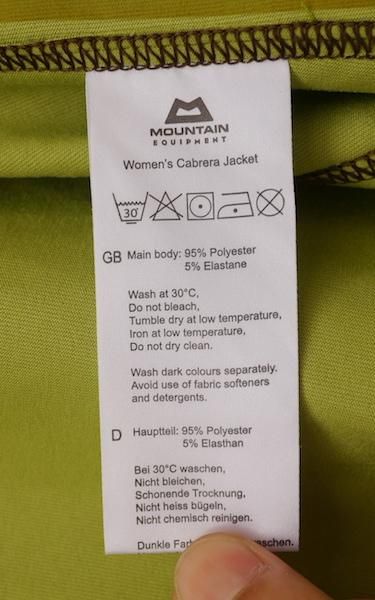 MOUNTAIN
EQUIPMENT
Women's Cabrera Jacket
30°
GB Main body: 95% Polyester
5% Elastane
Wash at 30°C,
Do not bleach,
Tumble dry at low temperature,
Iron at low temperature,
Do not dry clean.
Wash dark colours separately.
Avoid use of fabric softeners
and detergents.
D Hauptteil: 95% Polyester
5% Elasthan
Bei 30°C waschen,
Nicht bleichen,
Schonende Trocknung,
Nicht heiss bügeln,
Nicht chemisch reinigen.
Dunkle